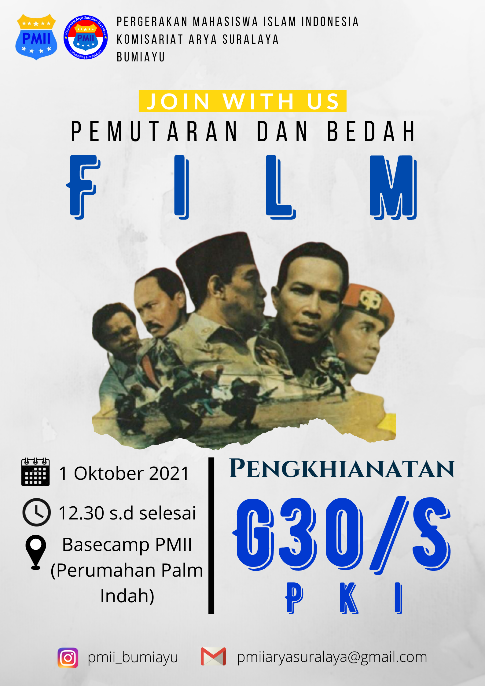 PMII
PMII
PERGERAKAN MAHASISWA ISLAM INDONESIA
KOMISARIAT ARYA SURALAYA
BUMIAYU
JOIN WITH US
PEMUTARAN DAN BEDAH
FILM
1 Oktober 2021
12.30 s.d selesai
Basecamp PMII
(Perumahan Palm
Indah)
PENGKHIANATAN
G30/S
PKI
pmii_bumiayu
pmiiaryasuralaya@gmail.com